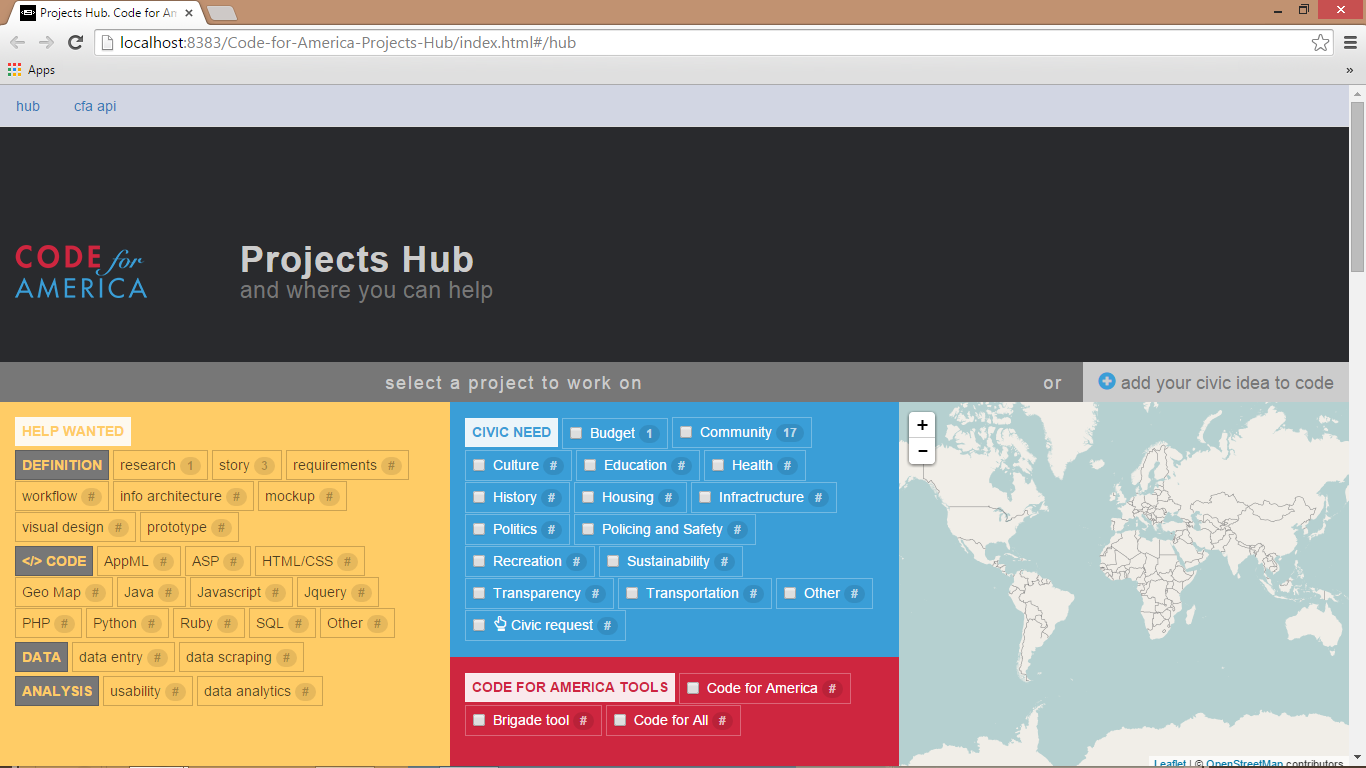 Projects Hub. Code for Am
localhost:8383/Code-for-America-Projects-Hub/index.html#/hub
Apps
»
hub cfa api
CODE for
AMERICA
Projects Hub
and where you can help
select a project to work on or add your civic idea to code
HELP WANTED
DEFINITION research 1 story 3 requirements #
workflow # info architecture # mockup #
visual design # prototype #
</> CODE AppML # ASP # HTML/CSS #
Geo Map # Java # Javascript # Jquery #
PHP # Python # Ruby # SQL # Other #
DATA data entry # data scraping #
ANALYSIS usability # data analytics #
CIVIC NEED Budget 1 Community 17
Culture # Education # Health #
History # Housing # Infractructure #
Politics # Policing and Safety #
Recreation # Sustainability #
Transparency # Transportation # Other #
Civic request #
CODE FOR AMERICA TOOLS Code for America #
Brigade tool # Code for All #
+
-
Leaflet | © OpenStreetMap contributors